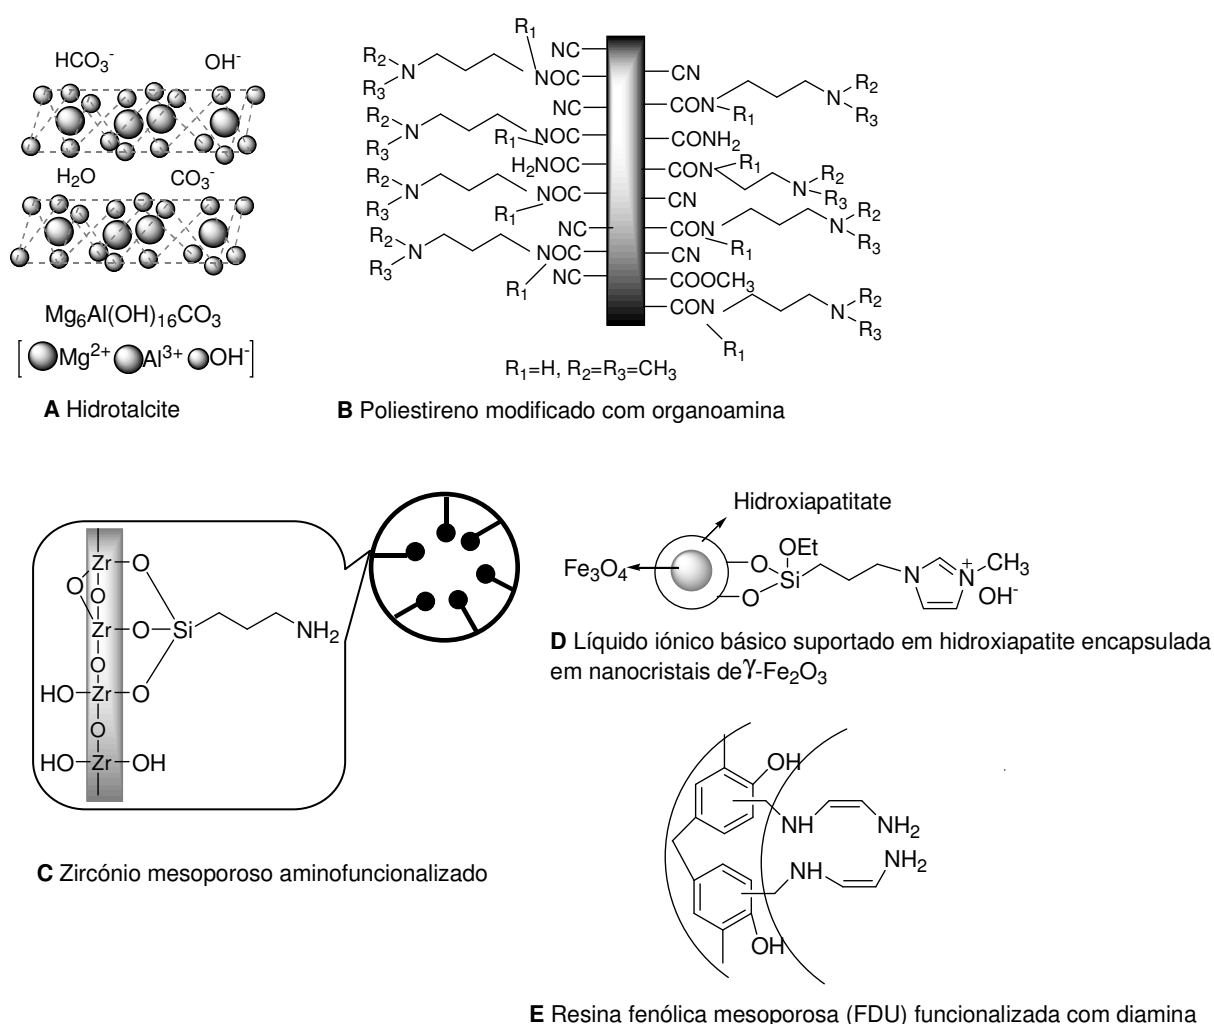 HCO3-
OH-
H2O
CO3-
Mg6Al(OH)16CO3
[ Mg2+ Al3+ OH-]
A Hidrotalcite
R1
R2 N NOC NC
R3
NC
R2 N NOC
R3 R1
H2NOC
R2 N NOC
R3 R1
NC
R2 N NOC
R3 R1
NC
CN
CON N R2
R1 R3
CONH2
CON R1
N R2
R3
CN
CON N R2
R1 R3
CN
COOCH3
CON N R2
R1 R3
R1=H, R2=R3=CH3
B Poliestireno modificado com organoamina
Zr O
O O
Zr O Si NH2
O
HO Zr O
O
HO Zr OH
C Zircónio mesoporoso aminofuncionalizado
Hidroxiapatitate
Fe3O4
O OEt
Si
O
N N+ CH3
OH-
D Líquido iónico básico suportado em hidroxiapatite encapsulada
em nanocristais de γ-Fe2O3
OH
NH NH2
NH NH2
OH
E Resina fenólica mesoporosa (FDU) funcionalizada com diamina